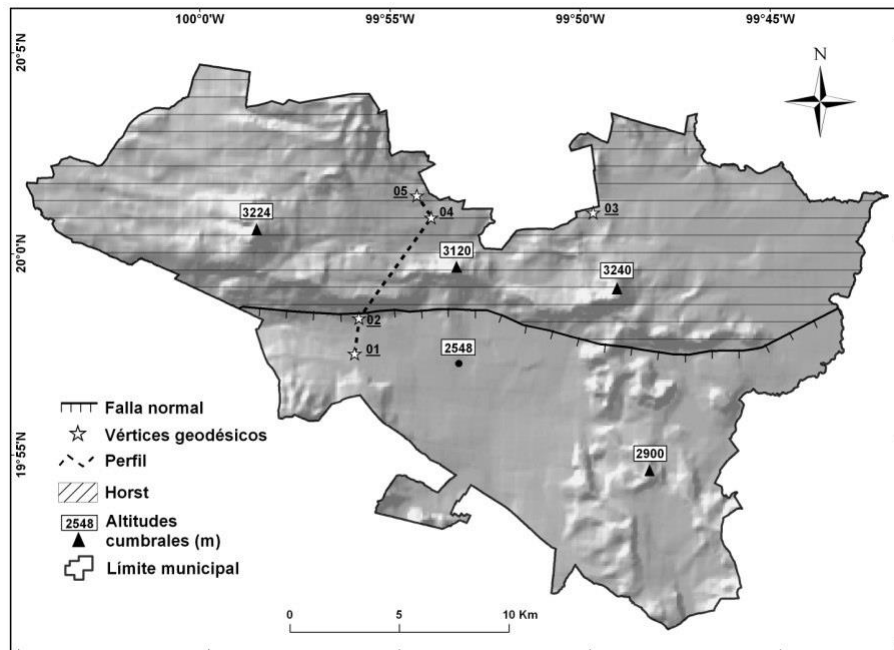 100°0'W 99°55'W 99°50'W 99°45'W
20°5'N
N
05
04
03
3224
3120
3240
20°0'N
02
01
2548
2900
19°55'N
Falla normal
Vértices geodésicos
Perfil
Horst
2548 Altitudes
cumbrales (m)
Límite municipal
0 5 10 Km